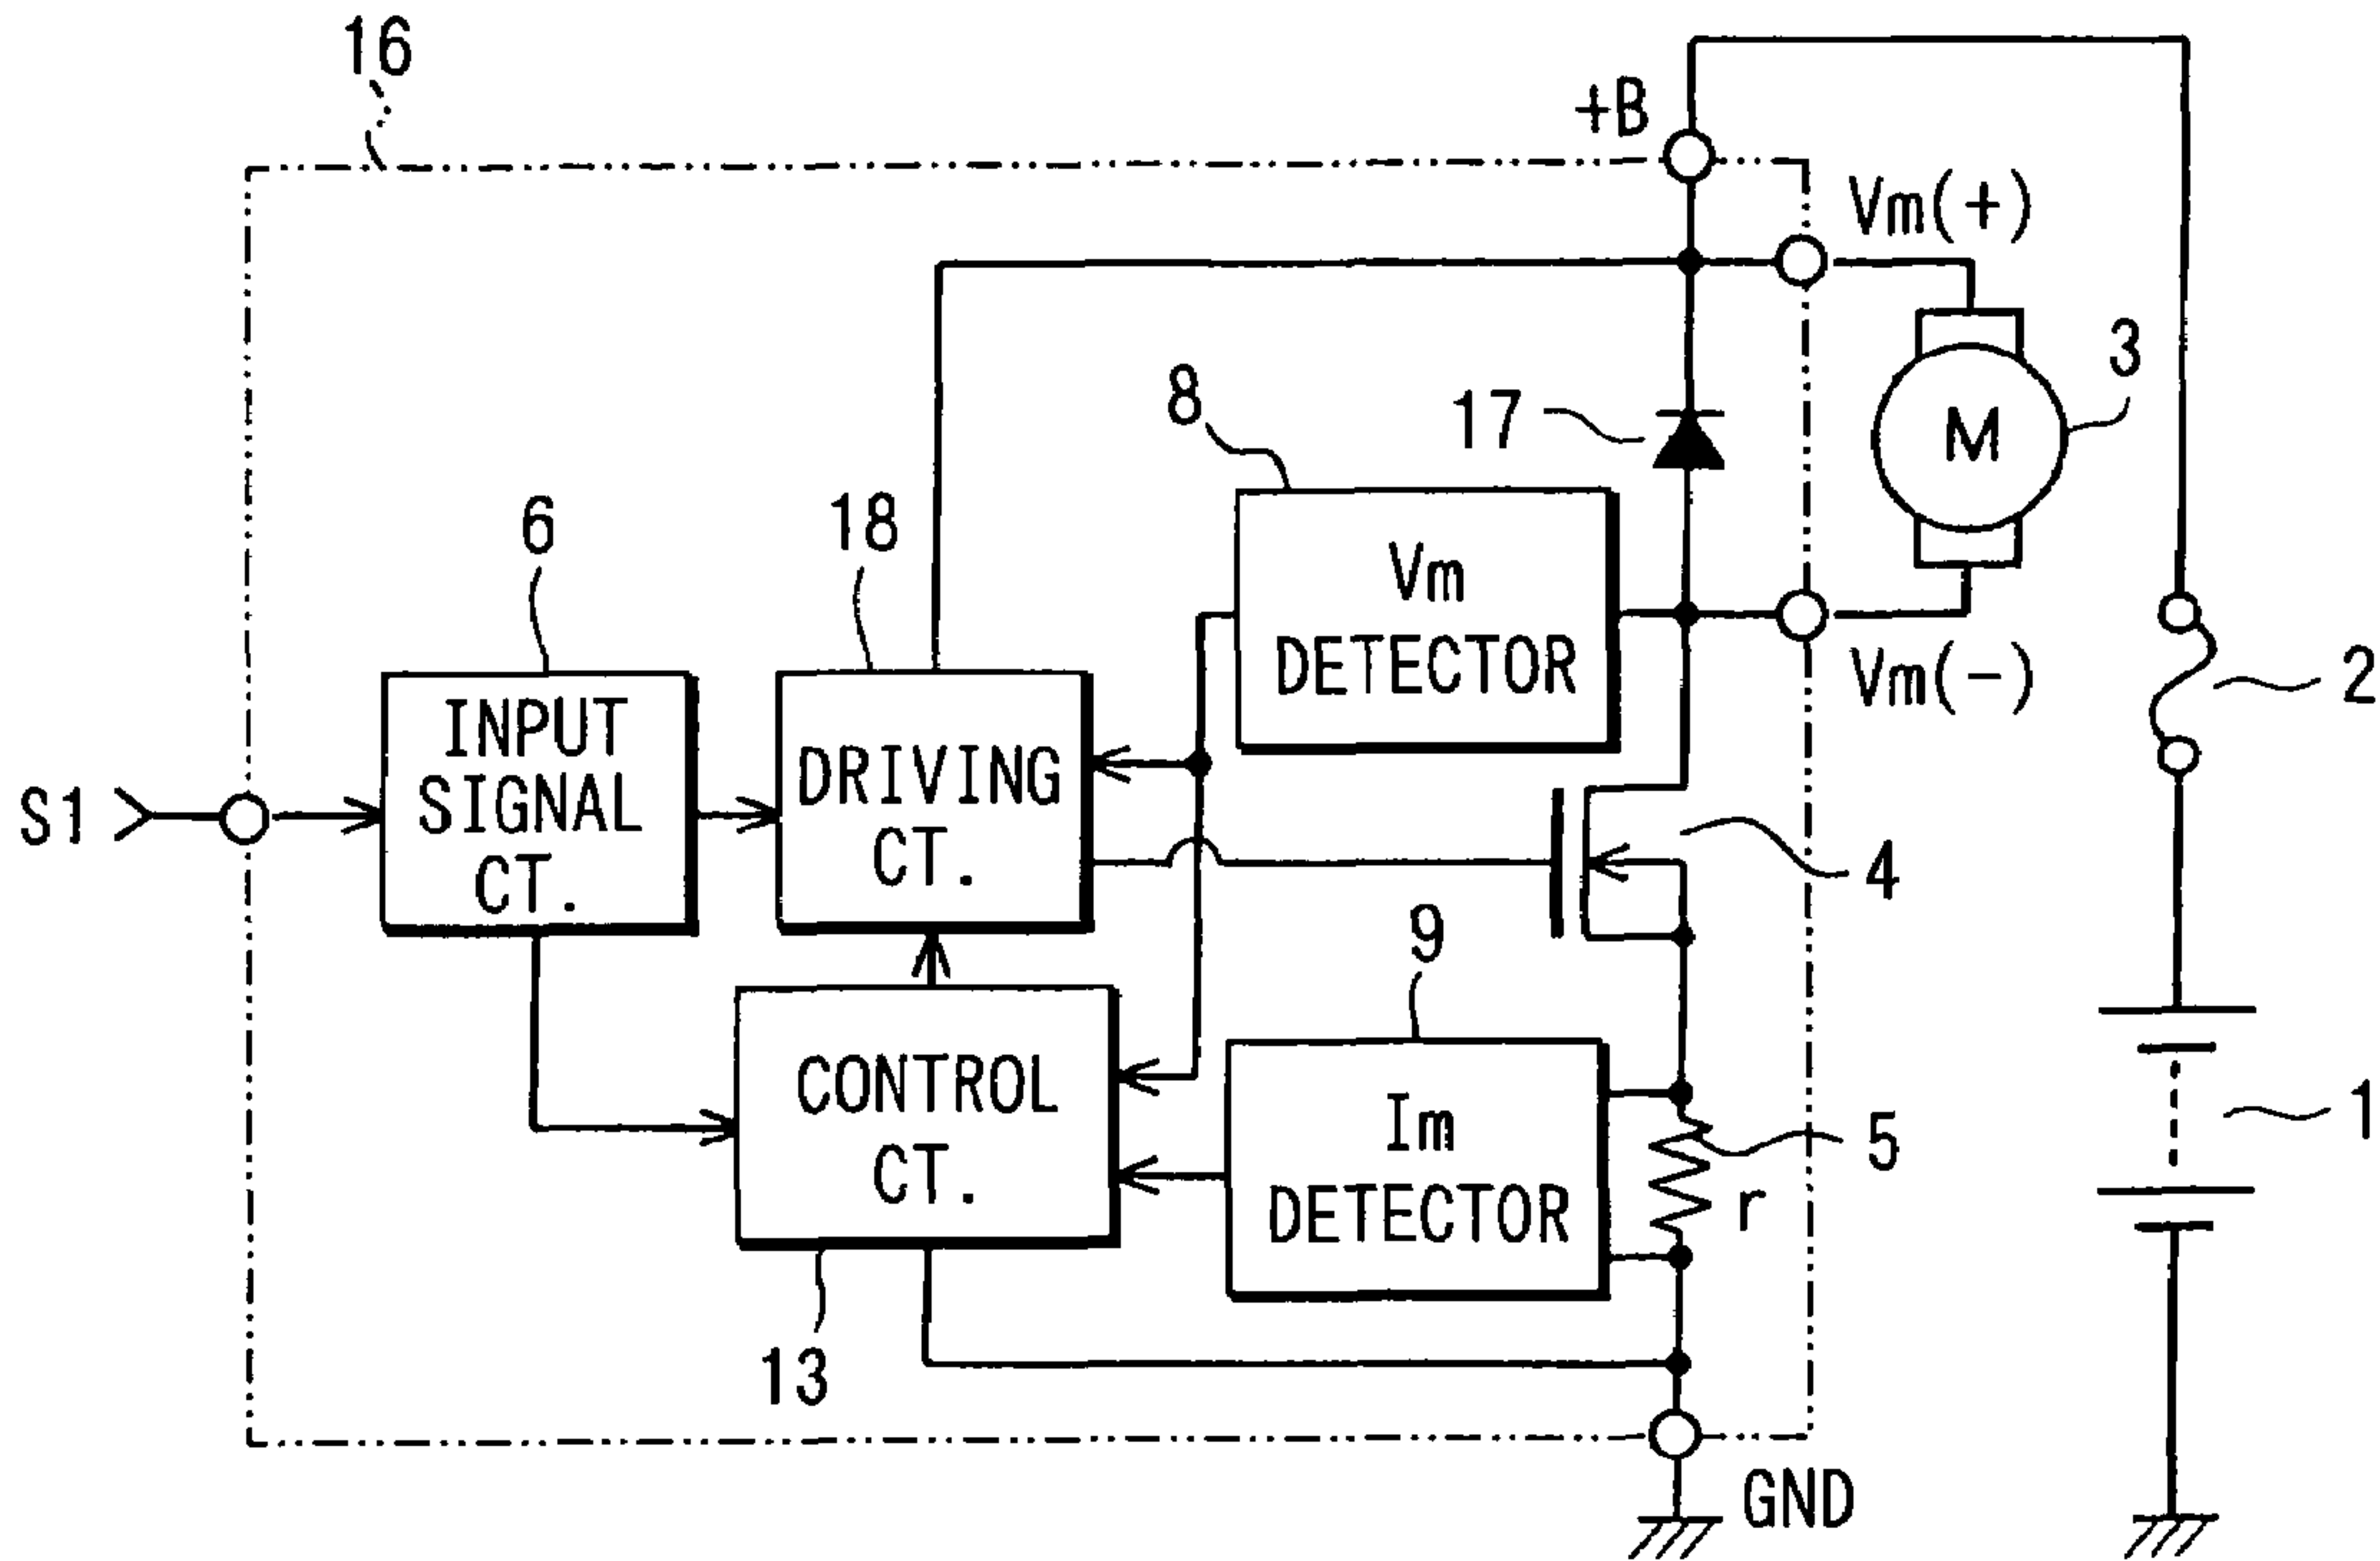 16
+B
Vm(+)
3
8
17
M
6
18
Vm
DETECTOR
Vm(-)
2
INPUT
SIGNAL
CT.
DRIVING
CT.
S1
4
9
CONTROL
CT.
Im
DETECTOR
1
5
r
13
GND